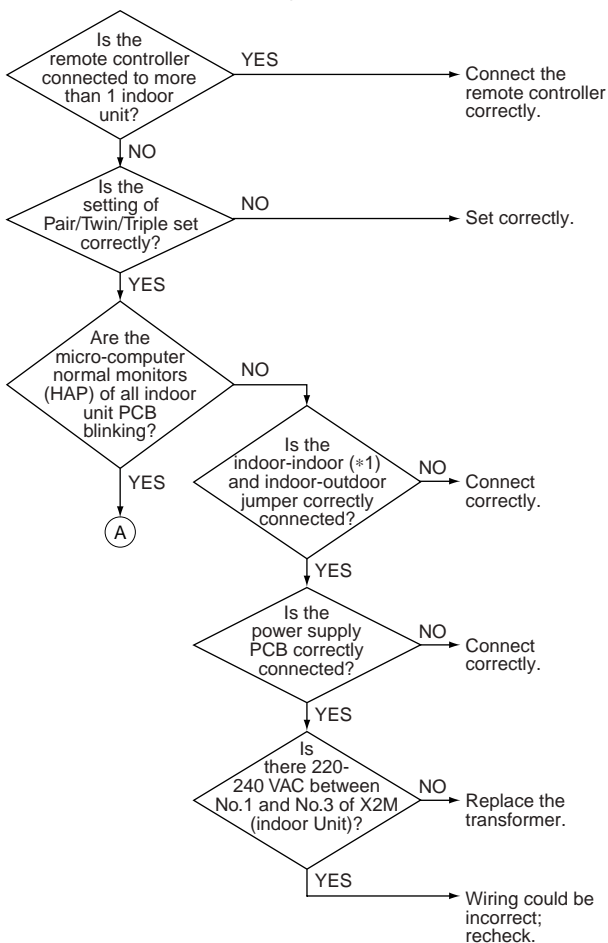 Is the
remote controller
connected to more
than 1 indoor
unit?
YES
Connect the
remote controller
correctly.
NO
Is the
setting of
Pair/Twin/Triple set
correctly?
NO
Set correctly.
YES
Are the
micro-computer
normal monitors
(HAP) of all indoor
unit PCB
blinking?
NO
YES
A
Is the
indoor-indoor (*1)
and indoor-outdoor
jumper correctly
connected?
NO
Connect
correctly.
YES
Is the
power supply
PCB correctly
connected?
NO
Connect
correctly.
YES
Is
there 220-
240 VAC between
No.1 and No.3 of X2M
(indoor Unit)?
NO
Replace the
transformer.
YES
Wiring could be
incorrect;
recheck.